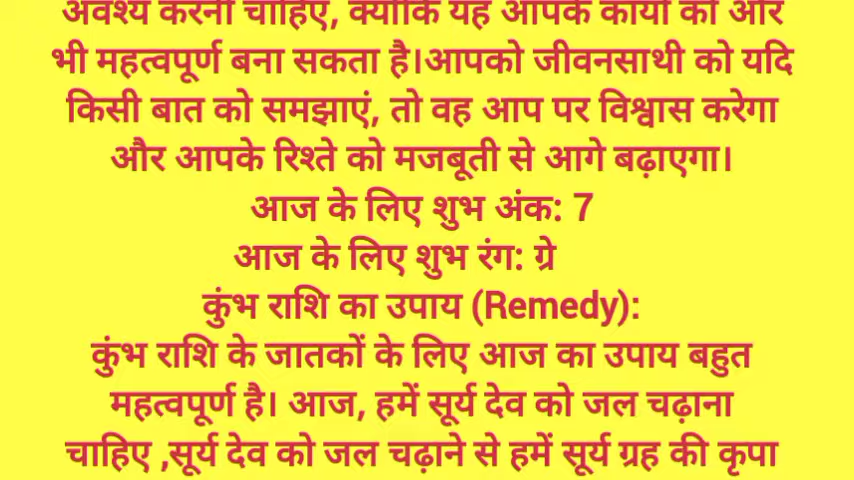 अवश्य करनी चाहिए, क्योंकि यह आपके कार्यों को और
भी महत्वपूर्ण बना सकता है।आपको जीवनसाथी को यदि
किसी बात को समझाएं, तो वह आप पर विश्वास करेगा
और आपके रिश्ते को मजबूती से आगे बढ़ाएगा।
आज के लिए शुभ अंक: 7
आज के लिए शुभ रंग: ग्रे
कुंभ राशि का उपाय (Remedy):
कुंभ राशि के जातकों के लिए आज का उपाय बहुत
महत्वपूर्ण है। आज, हमें सूर्य देव को जल चढ़ाना
चाहिए ,सूर्य देव को जल चढ़ाने से हमें सूर्य ग्रह की कृपा